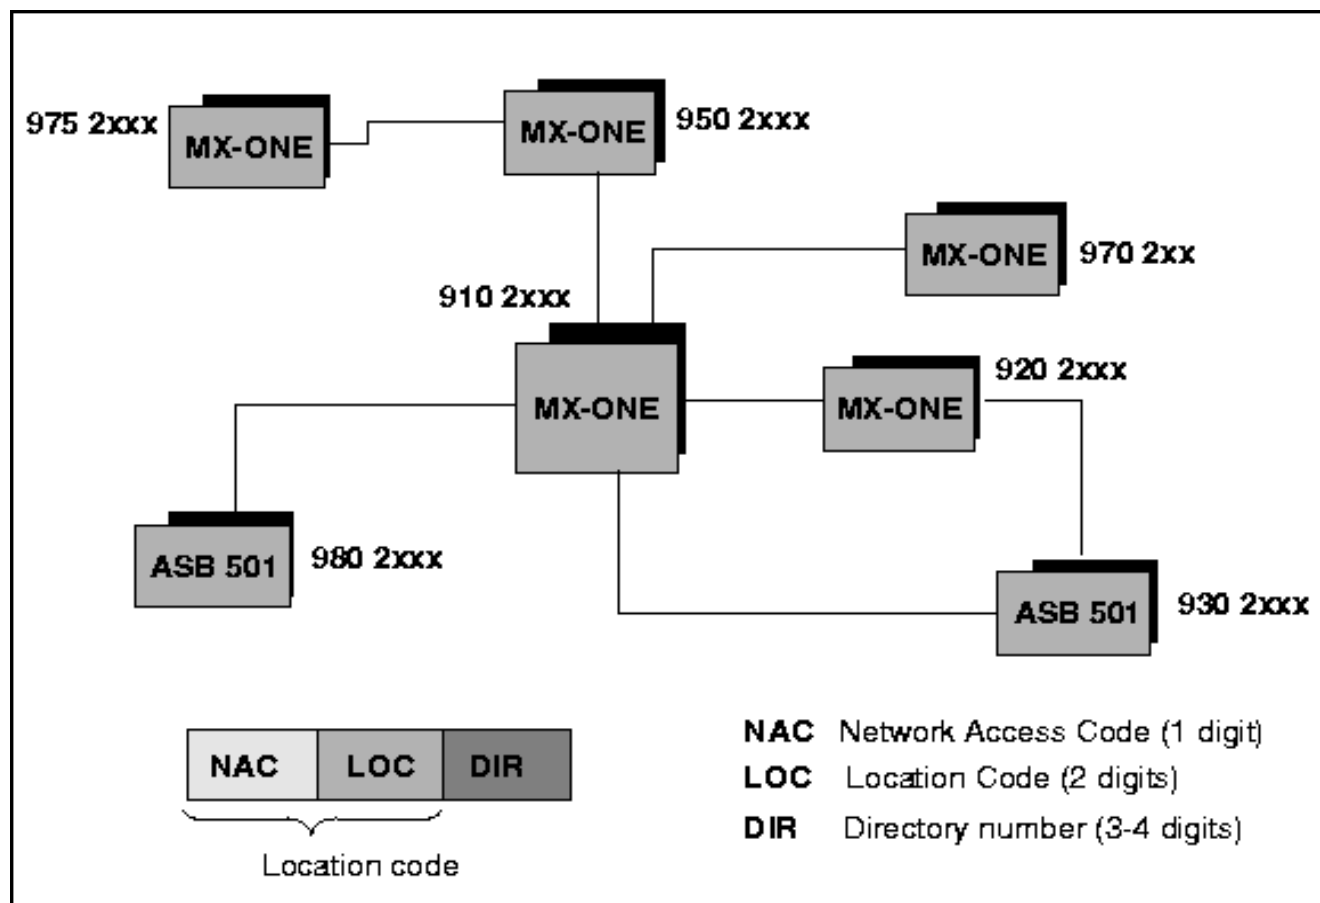 975 2xxx
MX-ONE
MX-ONE
950 2xxx
MX-ONE
970 2xx
910 2xxx
MX-ONE
MX-ONE
920 2xxx
ASB 501
980 2xxx
ASB 501
930 2xxx
NAC LOC DIR
Location code
NAC Network Access Code (1 digit)
LOC Location Code (2 digits)
DIR Directory number (3-4 digits)